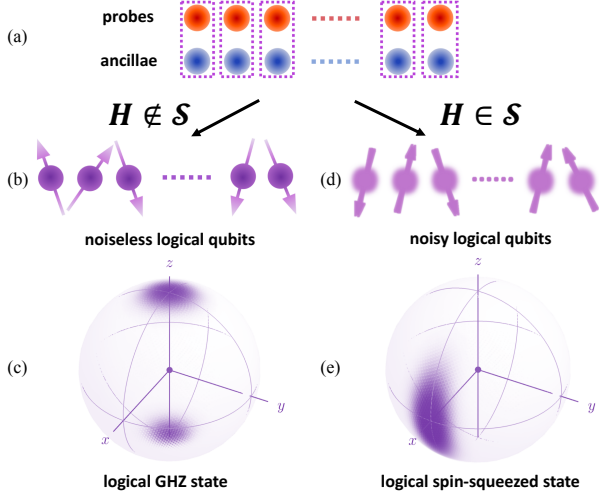 (a)
probes
ancillae
H ∉ S
H ∈ S
(b)
(d)
noiseless logical qubits
noisy logical qubits
(c)
z
x
y
(e)
z
x
y
logical GHZ state
logical spin-squeezed state